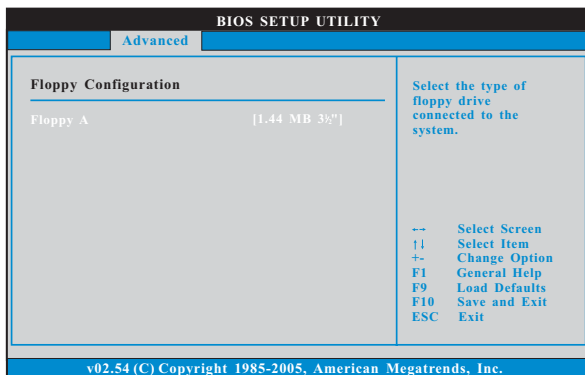 BIOS SETUP UTILITY
Advanced
Floppy Configuration
Floppy A [1.44 MB 3½"]
Select the type of
floppy drive
connected to the
system.
←→ Select Screen
↑↓ Select Item
+- Change Option
F1 General Help
F9 Load Defaults
F10 Save and Exit
ESC Exit
v02.54 (C) Copyright 1985-2005, American Megatrends, Inc.